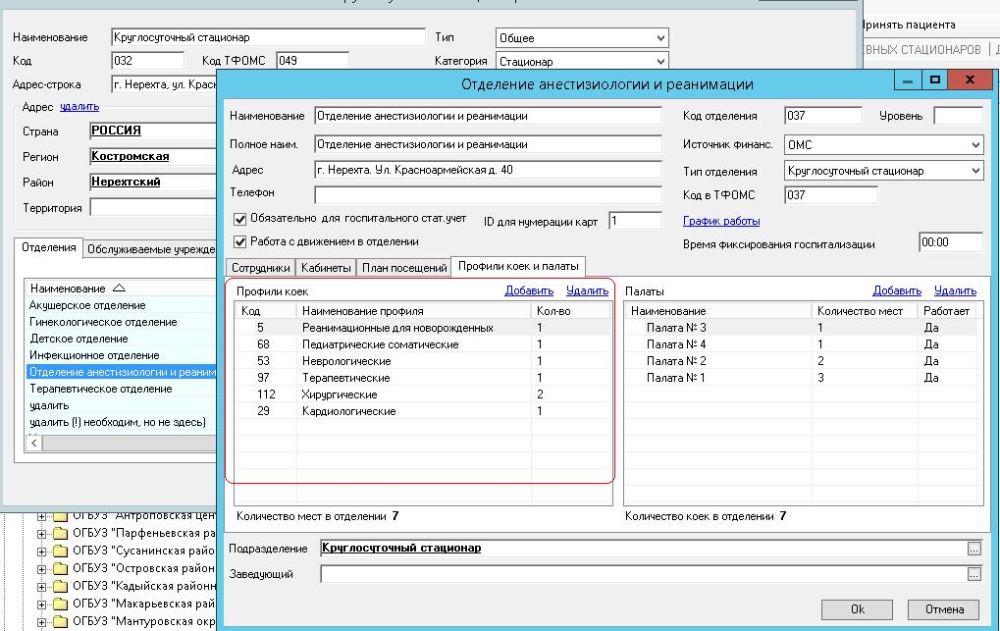 Принять пациента
ВНЫХ СТАЦИОНАРОВ
Наименование Круглосуточный стационар Тип Общее
Код 032 Код ТФОМС 049 Категория Стационар
Адрес-строка г. Нерехта, ул.
Адрес удалить
Страна РОССИЯ
Регион Костромская
Район Нерехтский
Территория
Отделения Обслуживаемые
Наименование
Акушерское отделение
Гинекологическое отделение
Детское отделение
Инфекционное отделение
Отделение анестизиологии и реаним
Терапевтическое отделение
удалить
удалить (!) необходим, но не здесь)
ОГБУЗ "Антроповская цен
ОГБУЗ "Парфеньевская ра
ОГБУЗ "Сусанинская райо
ОГБУЗ "Островская район
ОГБУЗ "Кадыйская районн
ОГБУЗ "Макарьевская рай
ОГБУЗ "Мантуровская окр
Отделение анестизиологии и реанимации
Наименование Отделение анестизиологии и реанимации Код отделения 037 Уровень
Полное наим. Отделение анестизиологии и реанимации Источник финанс. ОМС
Адрес г. Нерехта. Ул. Красноармейская д. 40 Тип отделения Круглосуточный стационар
Телефон Код в ТФОМС 037
Обязательно для госпитального стат.учет ID для нумерации карт 1 График работы
Работа с движением в отделении Время фиксирования госпитализации 00:00
Сотрудники Кабинеты План посещений Профили коек и палаты
Профили коек Добавить Удалить
Код Наименование профиля Кол-во
5 Реанимационные для новорожденных 1
68 Педиатрические соматические 1
53 Неврологические 1
97 Терапевтические 1
112 Хирургические 2
29 Кардиологические 1
Количество мест в отделении 7
Палаты Добавить Удалить
Наименование Количество мест Работает
Палата № 3 1 Да
Палата № 4 1 Да
Палата № 2 2 Да
Палата № 1 3 Да
Количество коек в отделении 7
Подразделение Круглосуточный стационар ...
Заведующий ...
Ok Отмена